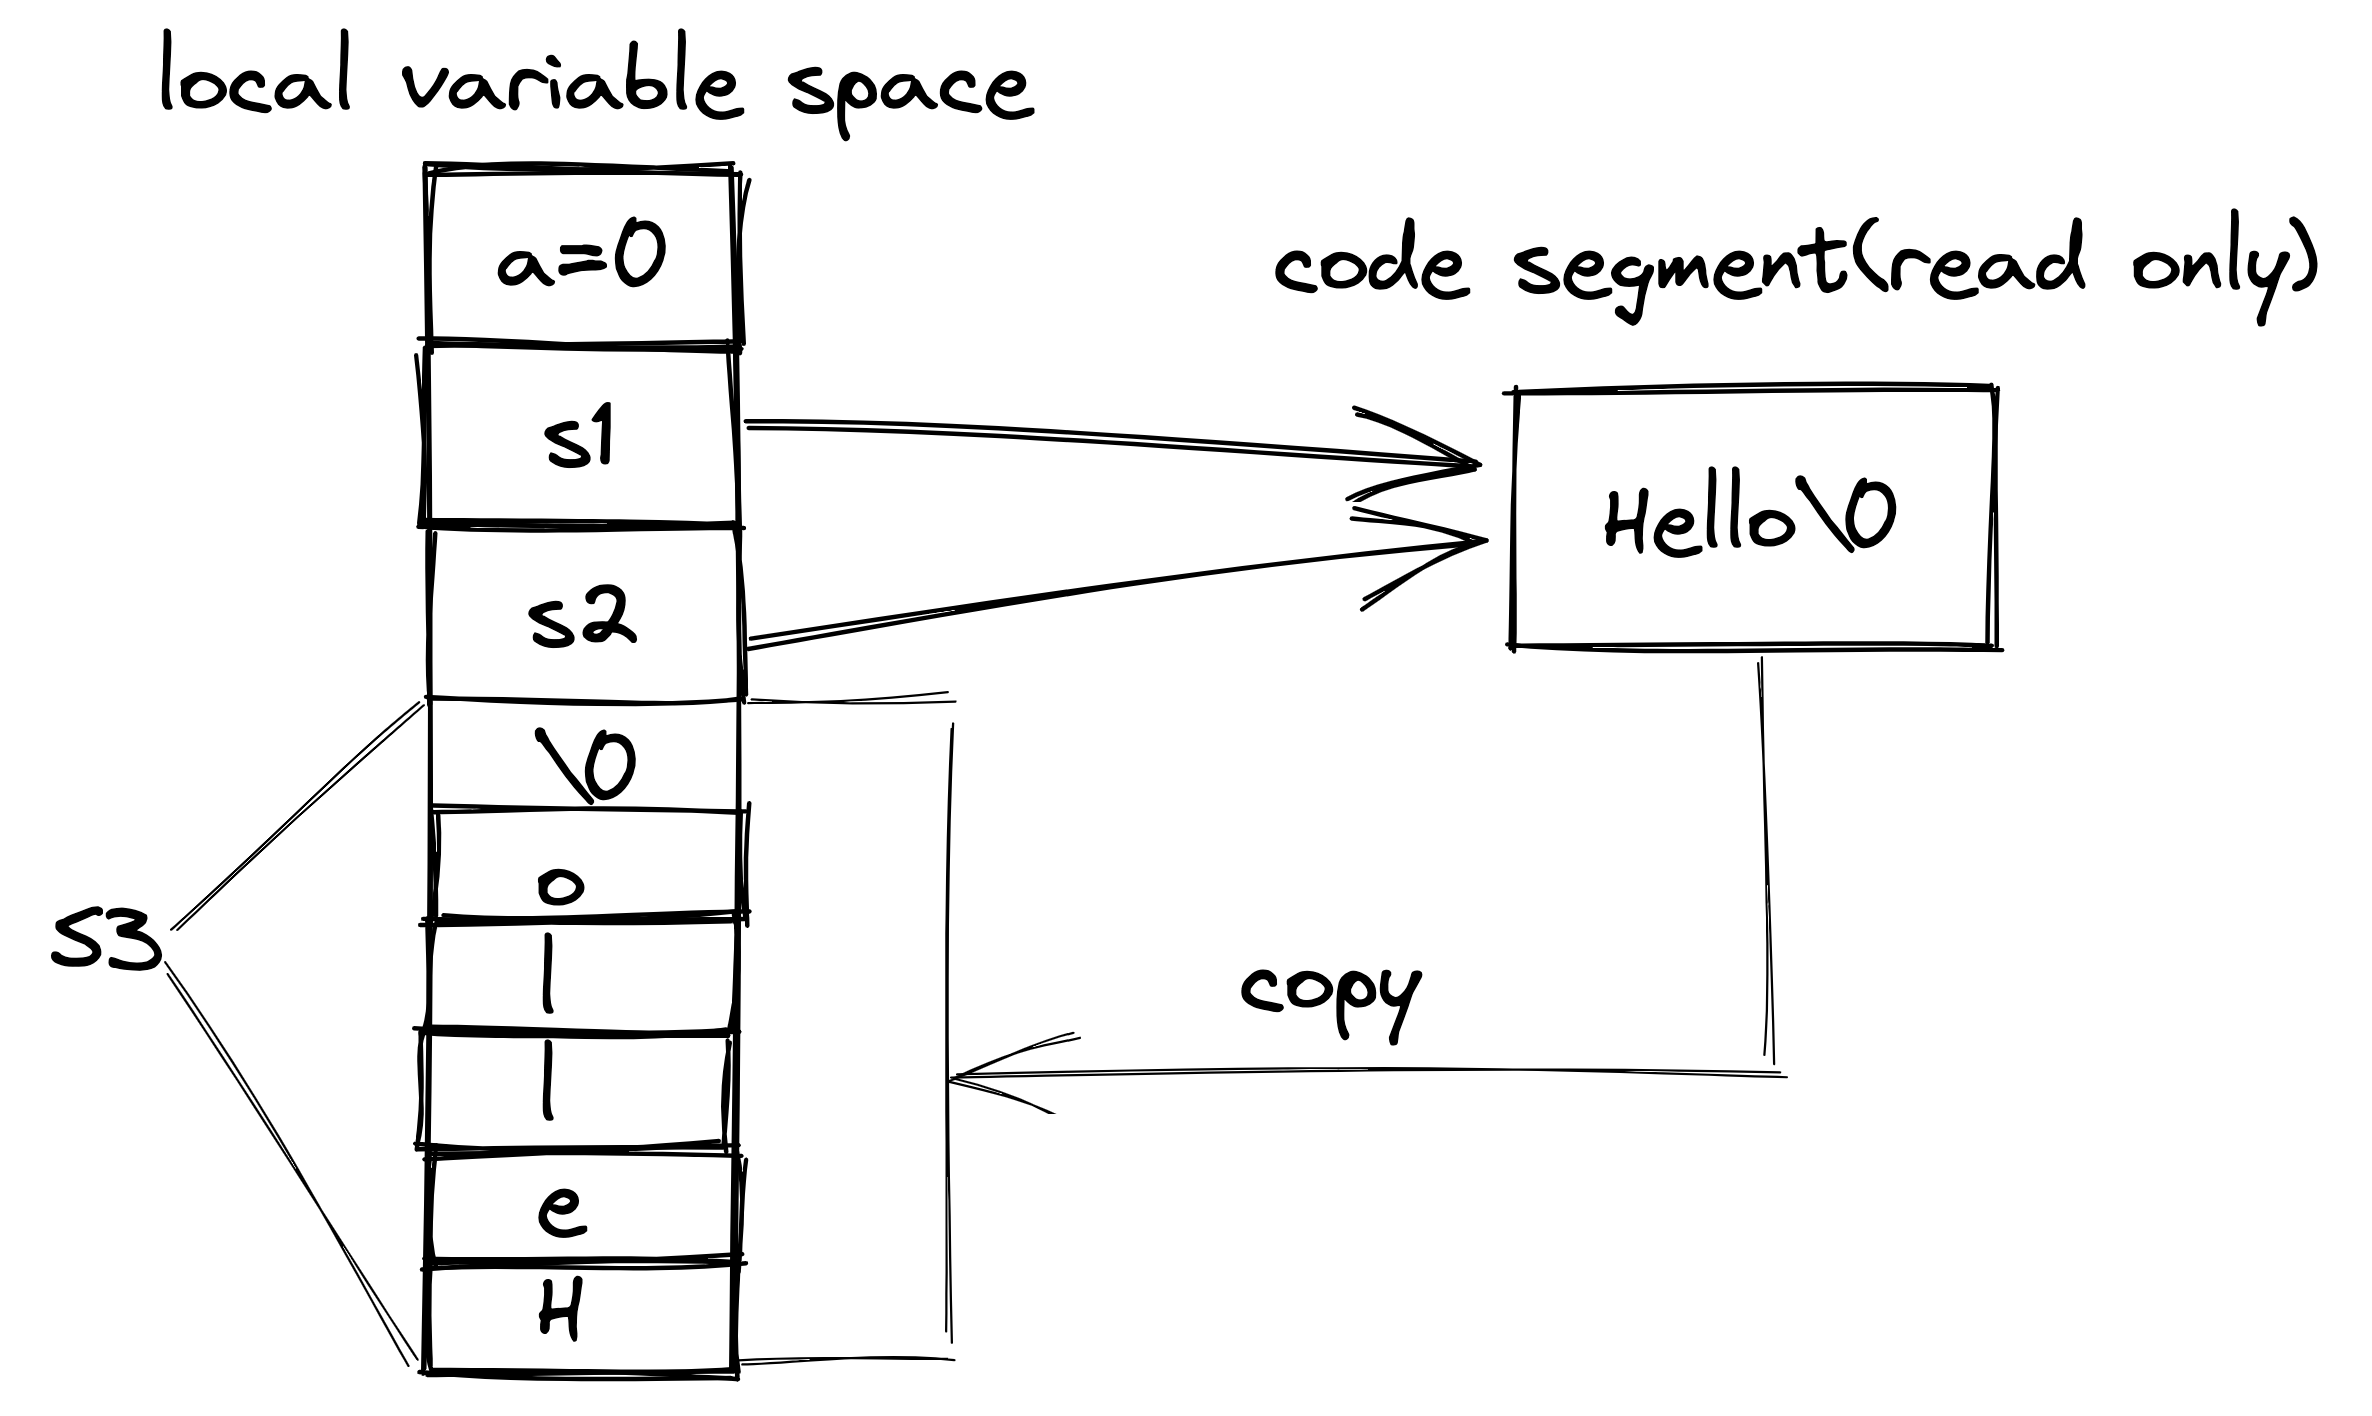 local variable space
a=0
code segment(read only)
s1
Hello\0
s2
\0
o
s3
l
copy
l
e
H